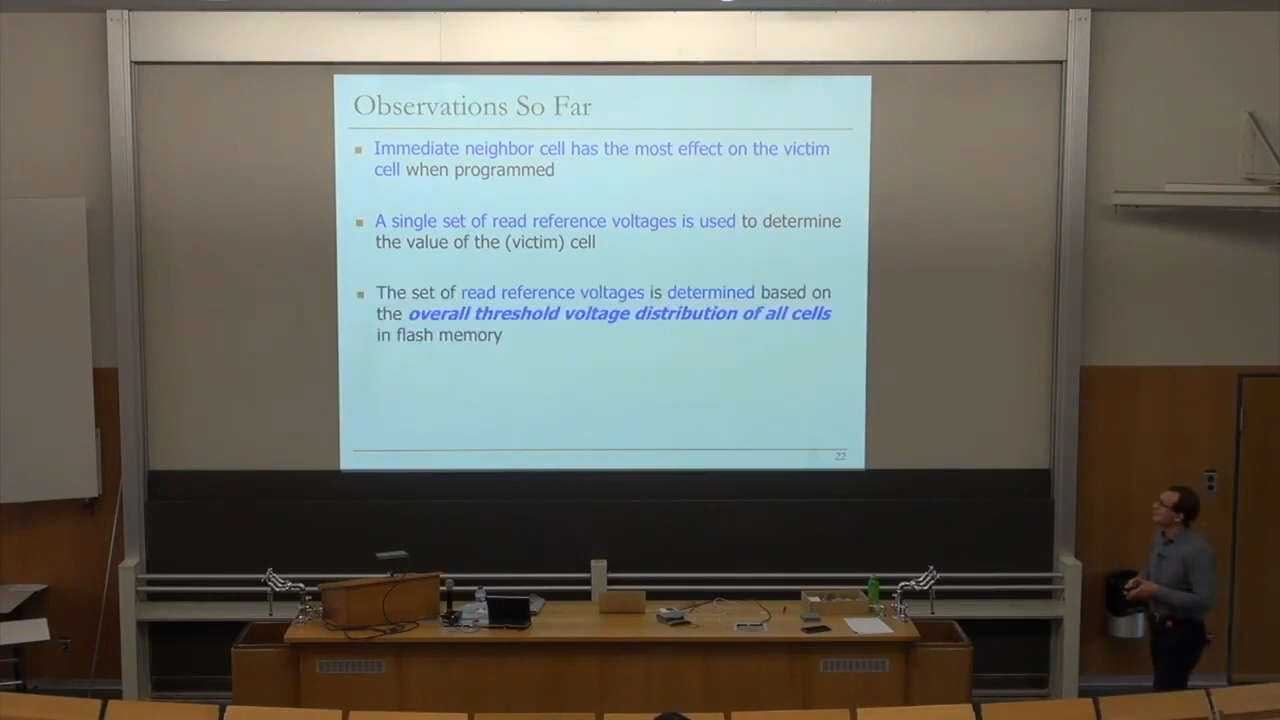 Observations So Far
Immediate neighbor cell has the most effect on the victim
cell when programmed
A single set of read reference voltages is used to determine
the value of the (victim) cell
The set of read reference voltages is determined based on
the overall threshold voltage distribution of all cells
in flash memory
22